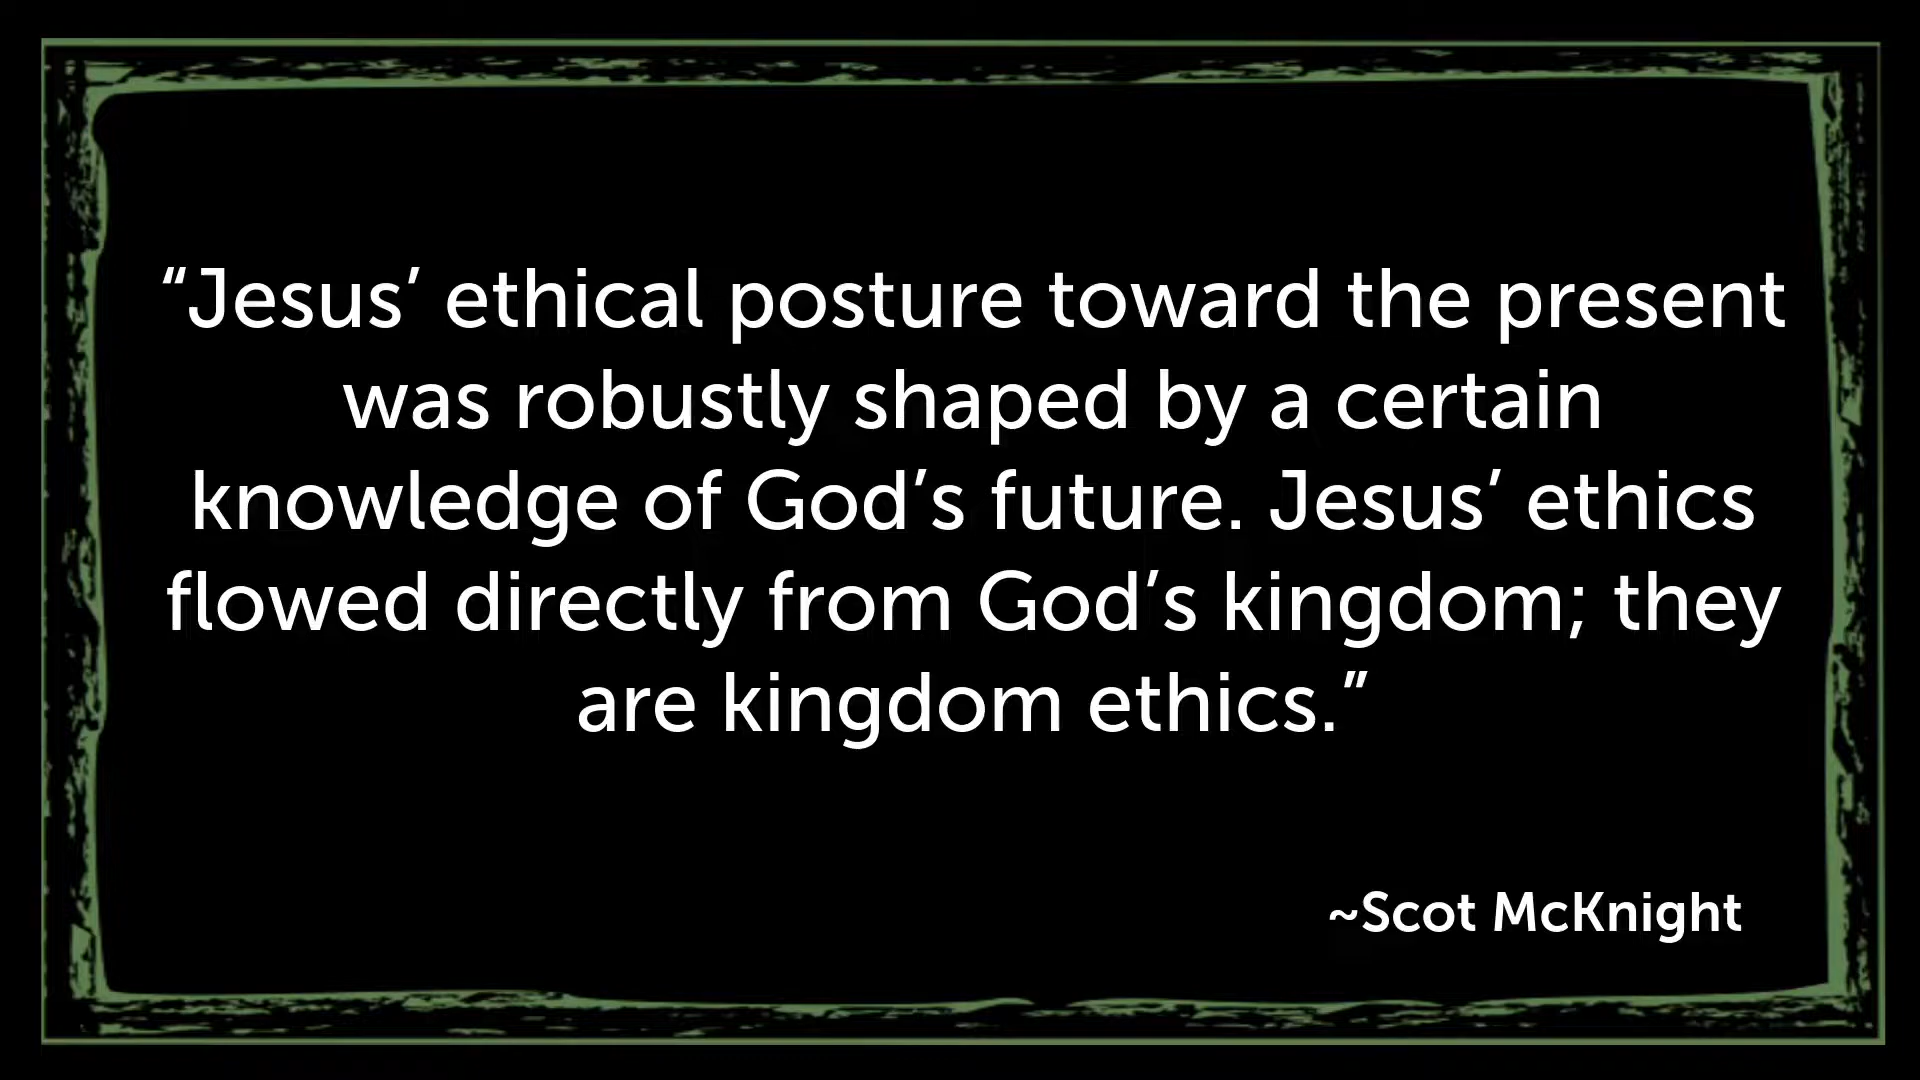 “Jesus’ ethical posture toward the present
was robustly shaped by a certain
knowledge of God’s future. Jesus’ ethics
flowed directly from God’s kingdom; they
are kingdom ethics.”
~Scot McKnight